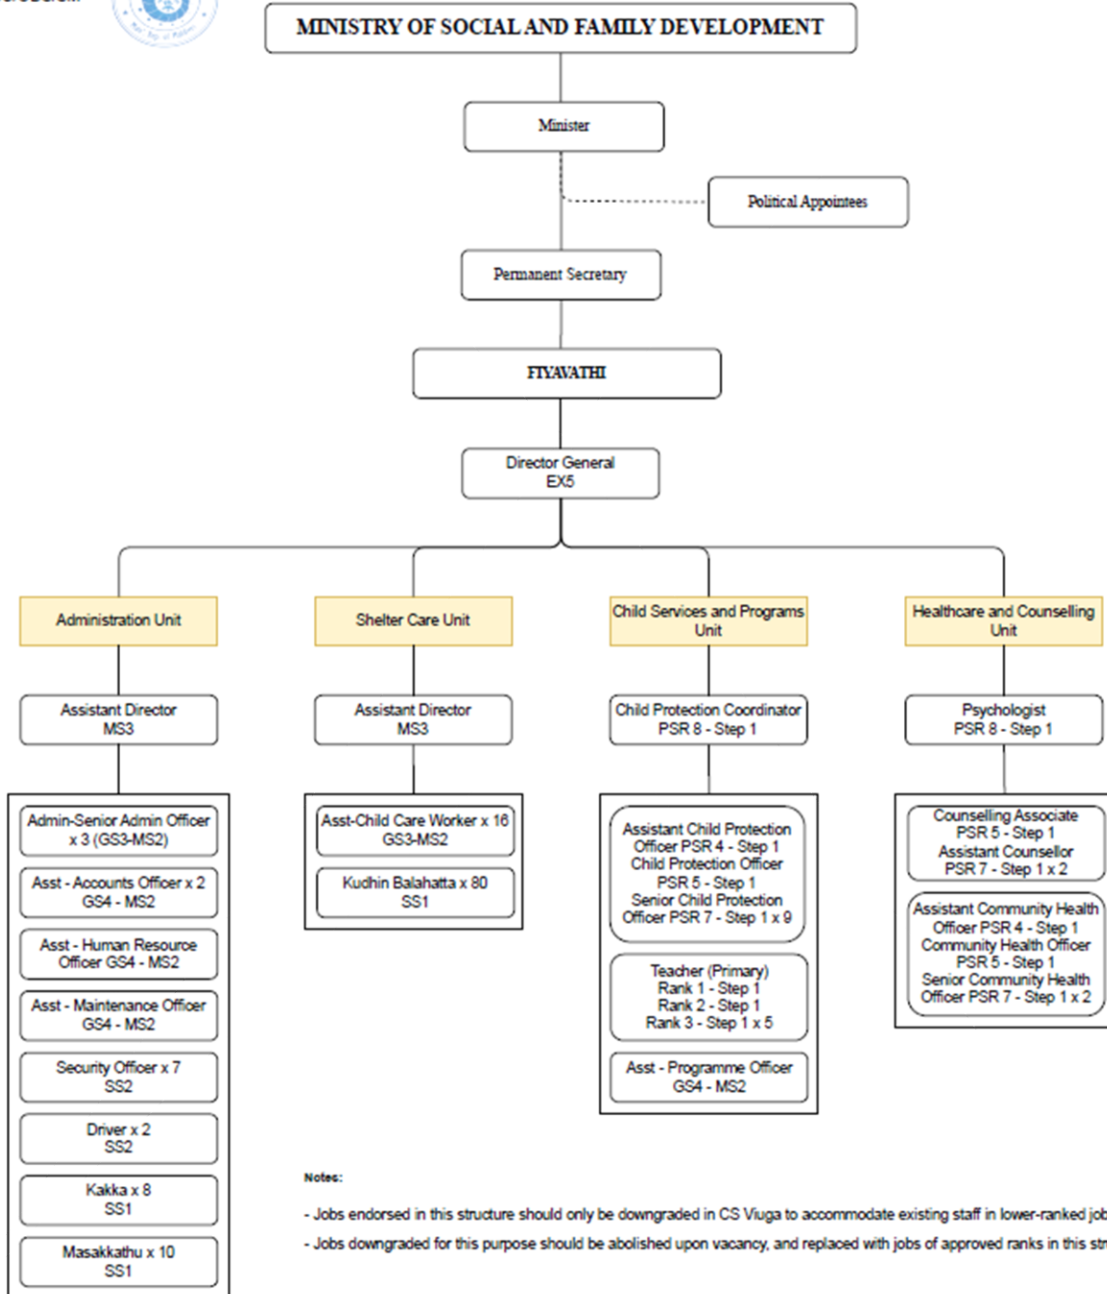 MINISTRY OF SOCIAL AND FAMILY DEVELOPMENT
Minister
Political Appointees
Permanent Secretary
FIYAVATHI
Director General
EX5
Administration Unit
Assistant Director
MS3
Admin-Senior Admin Officer
x 3 (GS3-MS2)
Asst - Accounts Officer x 2
GS4 - MS2
Asst - Human Resource
Officer GS4 - MS2
Asst - Maintenance Officer
GS4 - MS2
Security Officer x 7
SS2
Driver x 2
SS2
Kakka x 8
SS1
Masakkathu x 10
SS1
Shelter Care Unit
Assistant Director
MS3
Asst-Child Care Worker x 16
GS3-MS2
Kudhin Balahatta x 80
SS1
Child Services and Programs
Unit
Child Protection Coordinator
PSR 8 - Step 1
Assistant Child Protection
Officer PSR 4 - Step 1
Child Protection Officer
PSR 5 - Step 1
Senior Child Protection
Officer PSR 7 - Step 1 x 9
Teacher (Primary)
Rank 1 - Step 1
Rank 2 - Step 1
Rank 3 - Step 1 x 5
Asst - Programme Officer
GS4 - MS2
Healthcare and Counselling
Unit
Psychologist
PSR 8 - Step 1
Counselling Associate
PSR 5 - Step 1
Assistant Counsellor
PSR 7 - Step 1 x 2
Assistant Community Health
Officer PSR 4 - Step 1
Community Health Officer
PSR 5 - Step 1
Senior Community Health
Officer PSR 7 - Step 1 x 2
Notes:
- Jobs endorsed in this structure should only be downgraded in CS Viuga to accommodate existing staff in lower-ranked job
- Jobs downgraded for this purpose should be abolished upon vacancy, and replaced with jobs of approved ranks in this